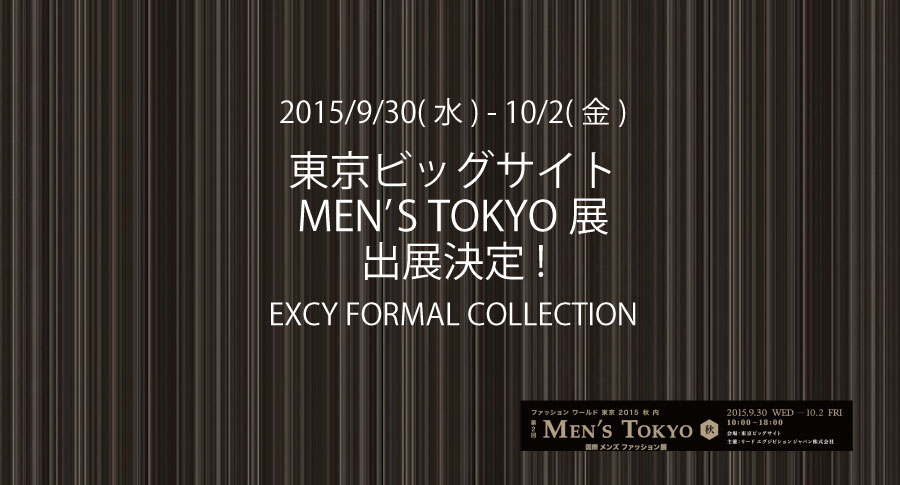 2015/9/30( 水 ) - 10/2( 金 )
東京ビッグサイト
MEN’S TOKYO 展
出展決定 !
EXCY FORMAL COLLECTION
ファッション ワールド 東京 2015 秋 内
第2回 MEN'S TOKYO 秋
国際 メンズ ファッション展
2015.9.30 WED —10.2 FRI
10:00－18:00
会場：東京ビッグサイト
主催：リード エグジビション ジャパン株式会社